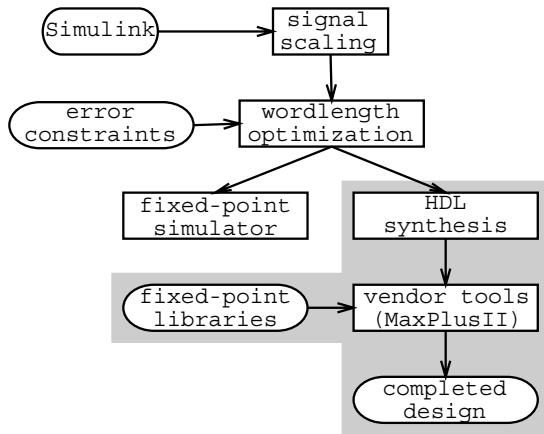 Simulink
signal
scaling
error
constraints
wordlength
optimization
fixed-point
simulator
HDL
synthesis
fixed-point
libraries
vendor tools
(MaxPlusII)
completed
design